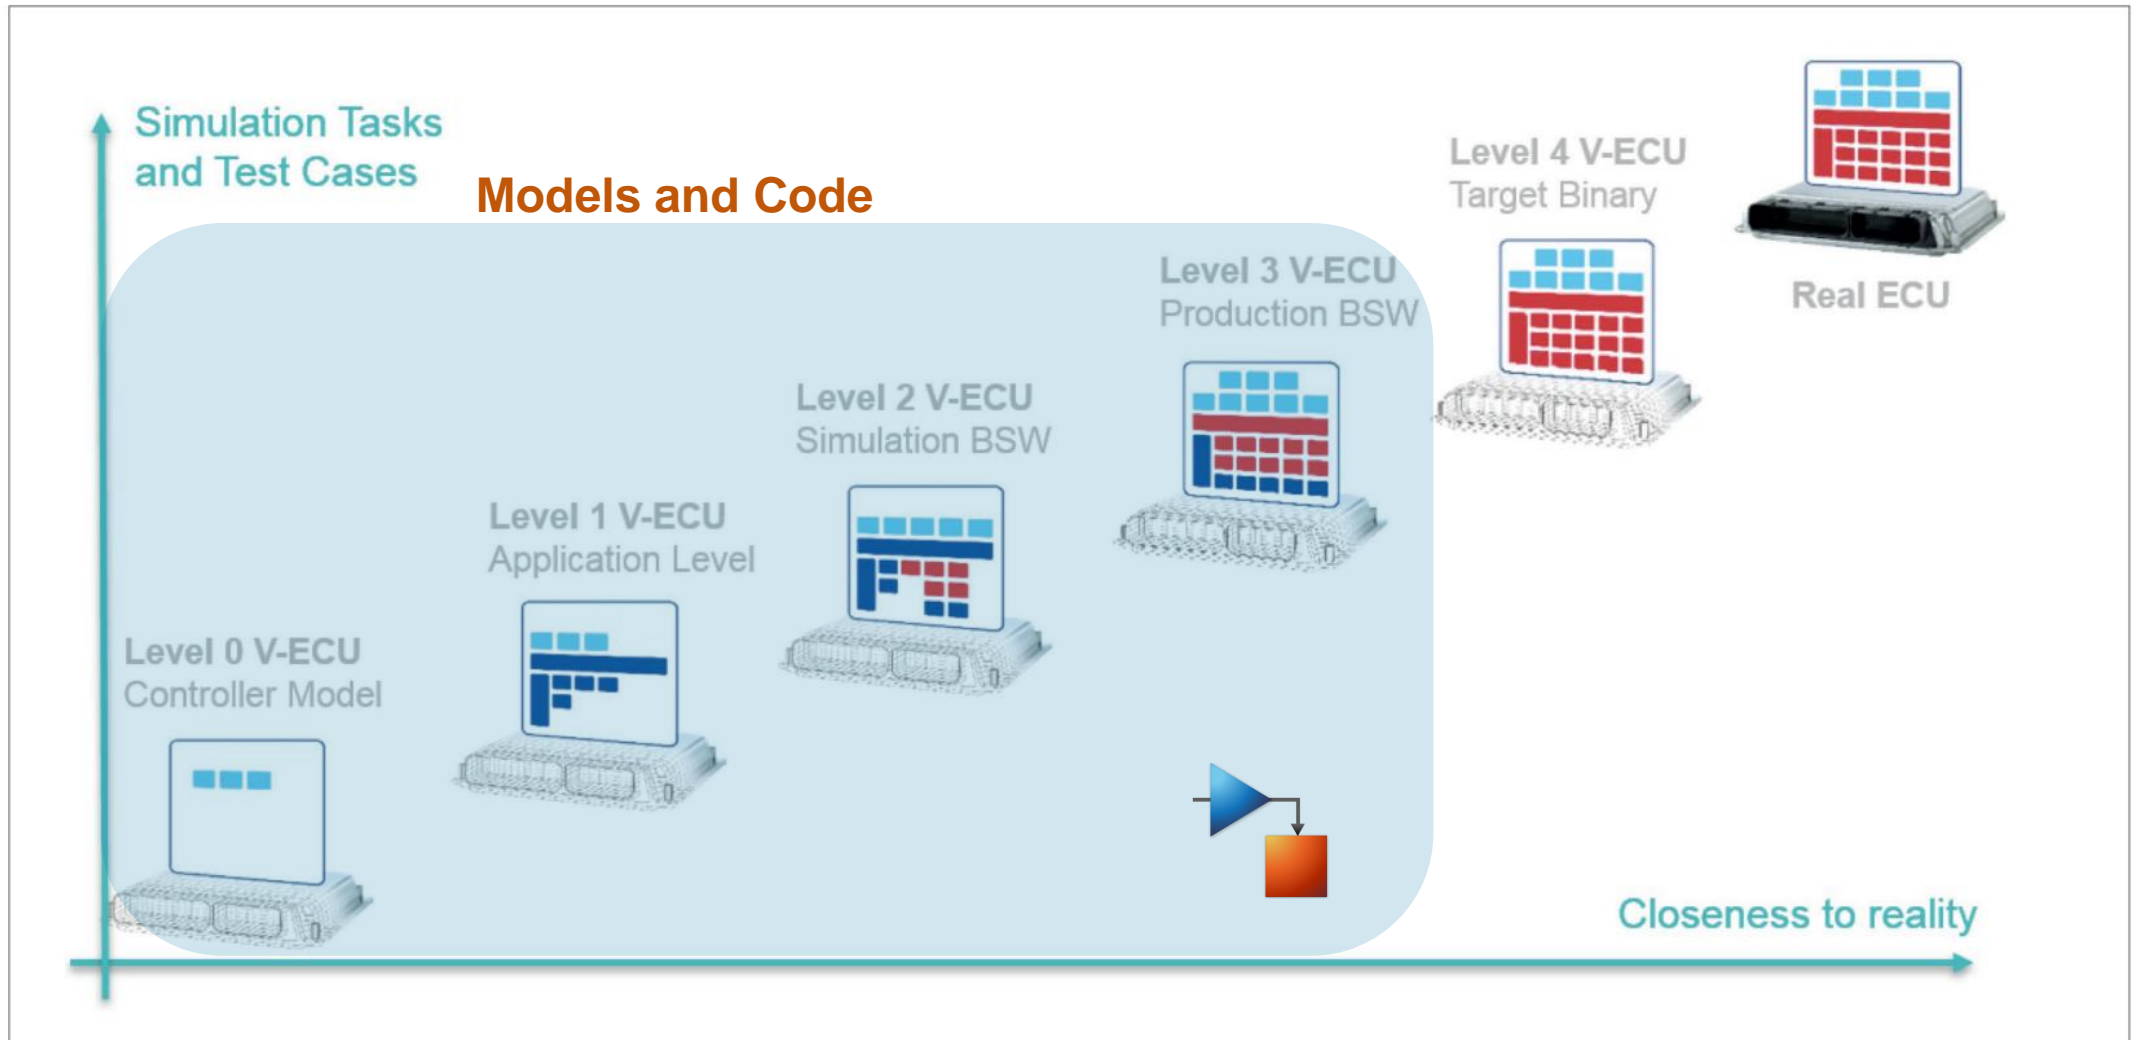 Simulation Tasks
and Test Cases
Models and Code
Level 4 V-ECU
Target Binary
Real ECU
Level 3 V-ECU
Production BSW
Level 2 V-ECU
Simulation BSW
Level 1 V-ECU
Application Level
Level 0 V-ECU
Controller Model
Closeness to reality